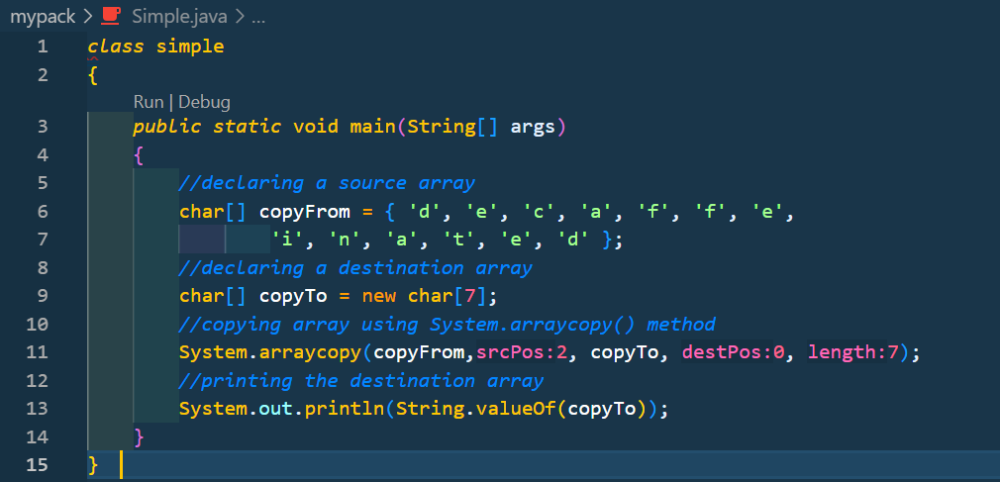 mypack > Simple.java > ...
1 class simple
2 {
Run | Debug
3 public static void main(String[] args)
4 {
5 //declaring a source array
6 char[] copyFrom = { 'd', 'e', 'c', 'a', 'f', 'f', 'e',
7 'i', 'n', 'a', 't', 'e', 'd' };
8 //declaring a destination array
9 char[] copyTo = new char[7];
10 //copying array using System.arraycopy() method
11 System.arraycopy(copyFrom,srcPos:2, copyTo, destPos:0, length:7);
12 //printing the destination array
13 System.out.println(String.valueOf(copyTo));
14 }
15 }